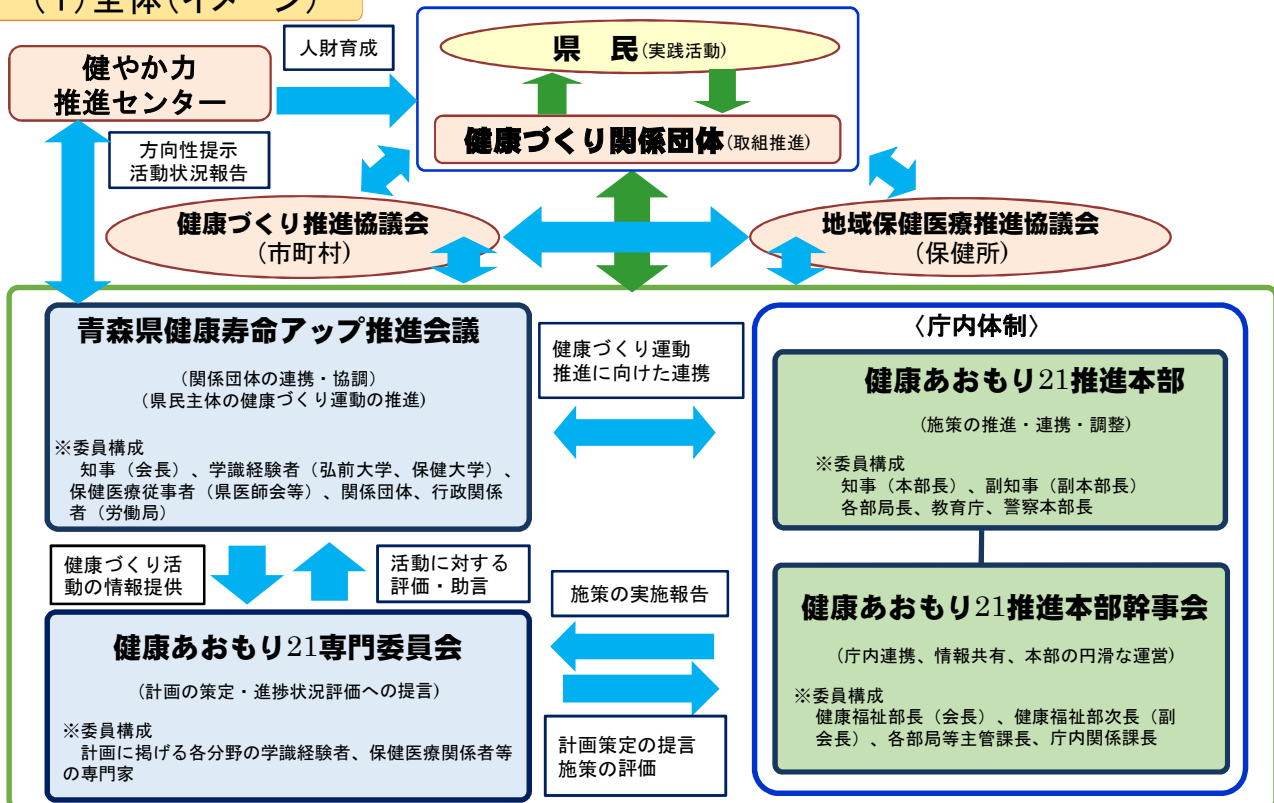 (1)全体(イメージ)
人財育成
県　民(実践活動)
健やか力
推進センター
健康づくり関係団体(取組推進)
方向性提示
活動状況報告
健康づくり推進協議会
(市町村)
地域保健医療推進協議会
(保健所)
青森県健康寿命アップ推進会議
(関係団体の連携・協調)
(県民主体の健康づくり運動の推進)
※委員構成
知事（会長）、学識経験者（弘前大学、保健大学）、
保健医療従事者（県医師会等）、関係団体、行政関係
者（労働局）
健康づくり運動
推進に向けた連携
〈庁内体制〉
健康あおもり21推進本部
(施策の推進・連携・調整)
※委員構成
知事（本部長）、副知事（副本部長）
各部局長、教育庁、警察本部長
健康づくり活
動の情報提供
活動に対する
評価・助言
施策の実施報告
健康あおもり21専門委員会
(計画の策定・進捗状況評価への提言)
※委員構成
計画に掲げる各分野の学識経験者、保健医療関係者等
の専門家
計画策定の提言
施策の評価
健康あおもり21推進本部幹事会
(庁内連携、情報共有、本部の円滑な運営)
※委員構成
健康福祉部長（会長）、健康福祉部次長（副
会長）、各部局等主管課長、庁内関係課長